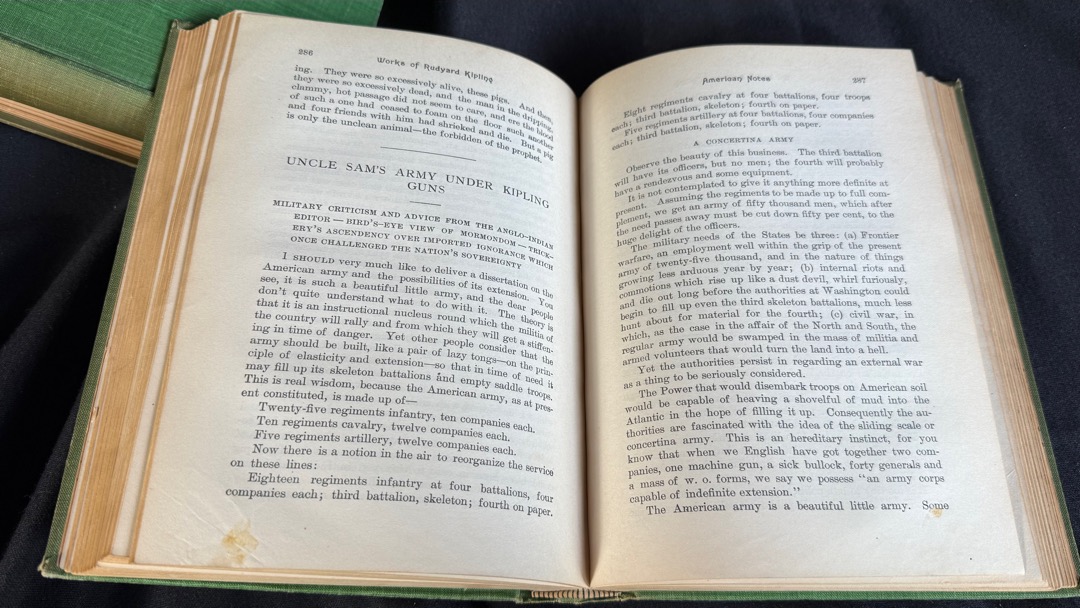 286
Works of Rudyard Kipling
ing. They were so excessively alive, these pigs. And then,
they were so excessively dead, and the man in the dripping,
clammy, hot passage did not seem to care, and ere the blood
of such a one had ceased to foam on the floor such another
and four friends with him had shrieked and die. But a pig
is only the unclean animal—the forbidden of the prophet.
UNCLE SAM'S ARMY UNDER KIPLING
GUNS
MILITARY CRITICISM AND ADVICE FROM THE ANGLO-INDIAN
EDITOR — BIRD'S-EYE VIEW OF MORMONDOM — TRICK-
ERY'S ASCENDENCY OVER IMPORTED IGNORANCE WHICH
ONCE CHALLENGED THE NATION'S SOVEREIGNTY
I SHOULD very much like to deliver a dissertation on the
American army and the possibilities of its extension. You
see, it is such a beautiful little army, and the dear people
don't quite understand what to do with it. The theory is
that it is an instructional nucleus round which the militia of
the country will rally and from which they will get a stiffen-
ing in time of danger. Yet other people consider that the
army should be built, like a pair of lazy tongs—on the prin-
ciple of elasticity and extension—so that in time of need it
may fill up its skeleton battalions and empty saddle troops.
This is real wisdom, because the American army, as at pres-
ent constituted, is made up of—
Twenty-five regiments infantry, ten companies each.
Ten regiments cavalry, twelve companies each.
Five regiments artillery, twelve companies each.
Now there is a notion in the air to reorganize the service
on these lines:
Eighteen regiments infantry at four battalions, four
companies each; third battalion, skeleton; fourth on paper.
American Notes
287
Eight regiments cavalry at four battalions, four troops
each; third battalion, skeleton; fourth on paper.
Five regiments artillery at four battalions, four companies
each; third battalion, skeleton; fourth on paper.
A CONCERTINA ARMY
Observe the beauty of this business. The third battalion
will have its officers, but no men; the fourth will probably
have a rendezvous and some equipment.
It is not contemplated to give it anything more definite at
present. Assuming the regiments to be made up to full com-
plement, we get an army of fifty thousand men, which after
the need passes away must be cut down fifty per cent, to the
huge delight of the officers.
The military needs of the States be three: (a) Frontier
warfare, an employment well within the grip of the present
army of twenty-five thousand, and in the nature of things
growing less arduous year by year; (b) internal riots and
commotions which rise up like a dust devil, whirl furiously,
and die out long before the authorities at Washington could
begin to fill up even the third skeleton battalions, much less
hunt about for material for the fourth; (c) civil war, in
which, as the case in the affair of the North and South, the
regular army would be swamped in the mass of militia and
armed volunteers that would turn the land into a hell.
Yet the authorities persist in regarding an external war
as a thing to be seriously considered.
The Power that would disembark troops on American soil
would be capable of heaving a shovelful of mud into the
Atlantic in the hope of filling it up. Consequently the au-
thorities are fascinated with the idea of the sliding scale or
concertina army. This is an hereditary instinct, for you
know that when we English have got together two com-
panies, one machine gun, a sick bullock, forty generals and
a mass of w. o. forms, we say we possess "an army corps
capable of indefinite extension."
The American army is a beautiful little army. Some